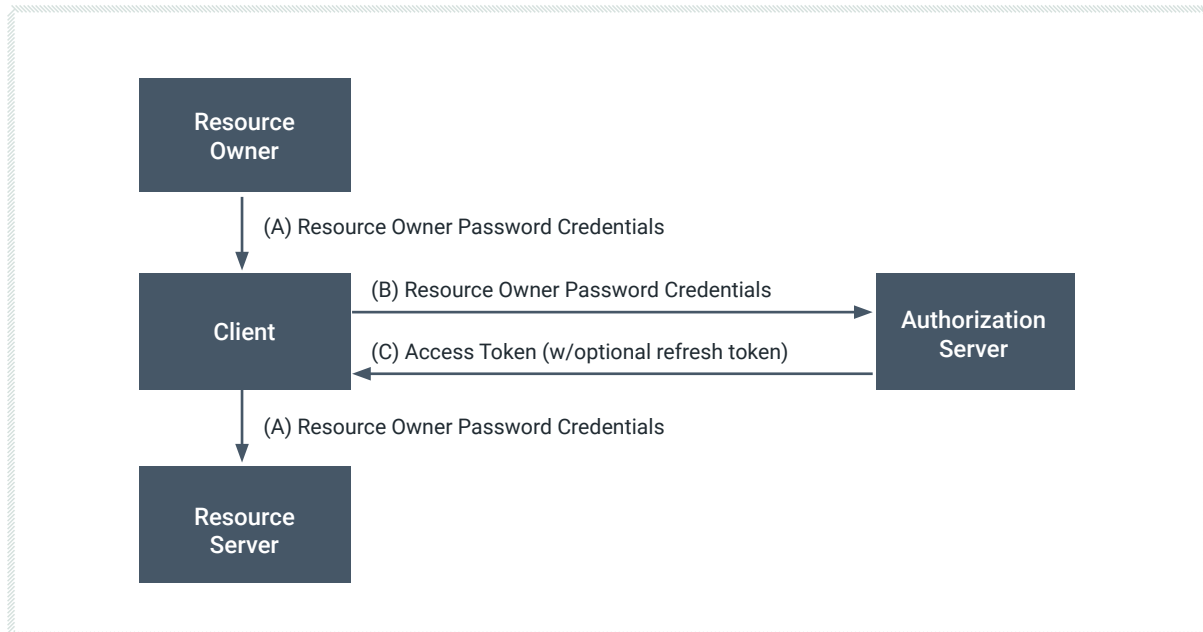 Resource
Owner
(A) Resource Owner Password Credentials
(B) Resource Owner Password Credentials
Client
Authorization
Server
(C) Access Token (w/optional refresh token)
(A) Resource Owner Password Credentials
Resource
Server